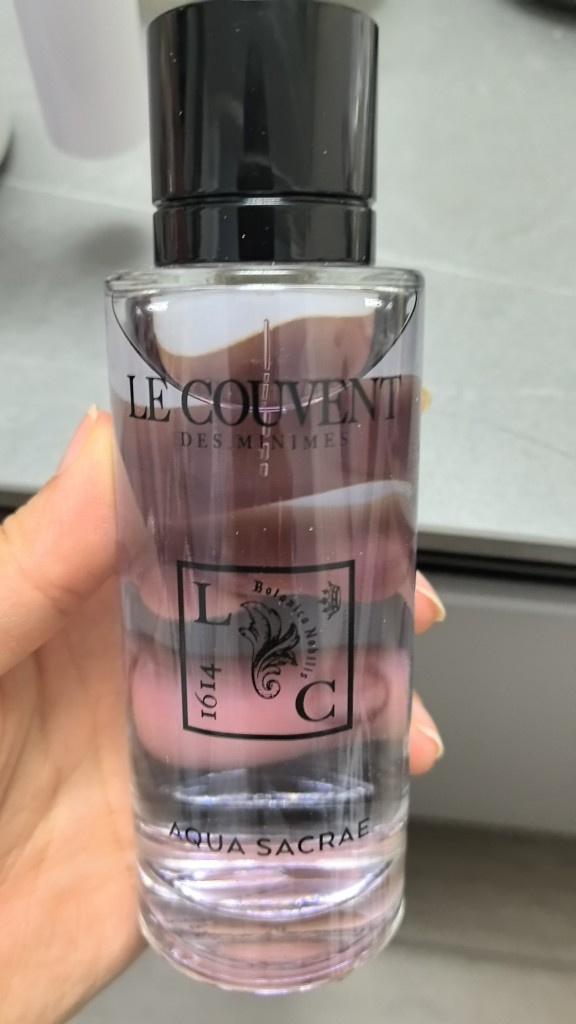 LE COUVENT
DES MINIMES
L
Botanica Nobilis
1614
C
AQUA SACRAE